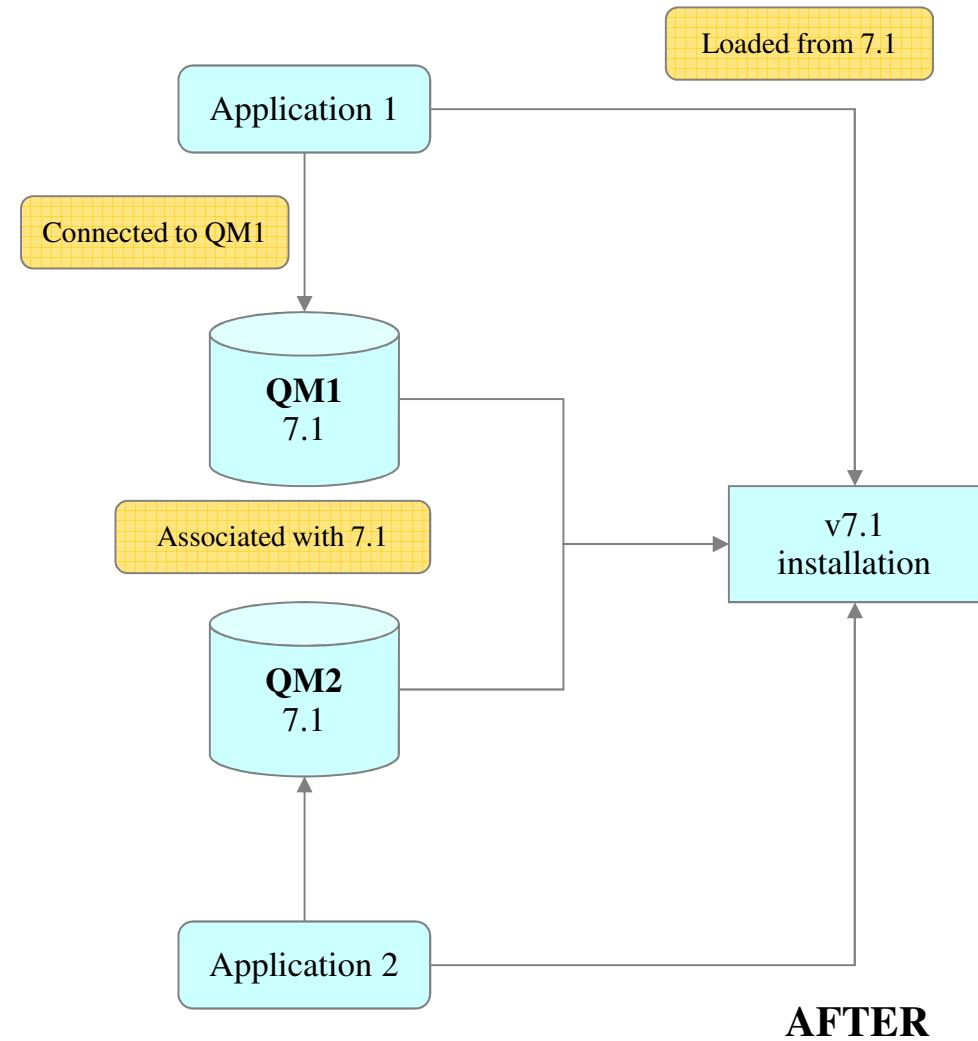 Loaded from 7.1
Application 1
Connected to QM1
QM1
7.1
Associated with 7.1
v7.1
installation
QM2
7.1
Application 2
AFTER